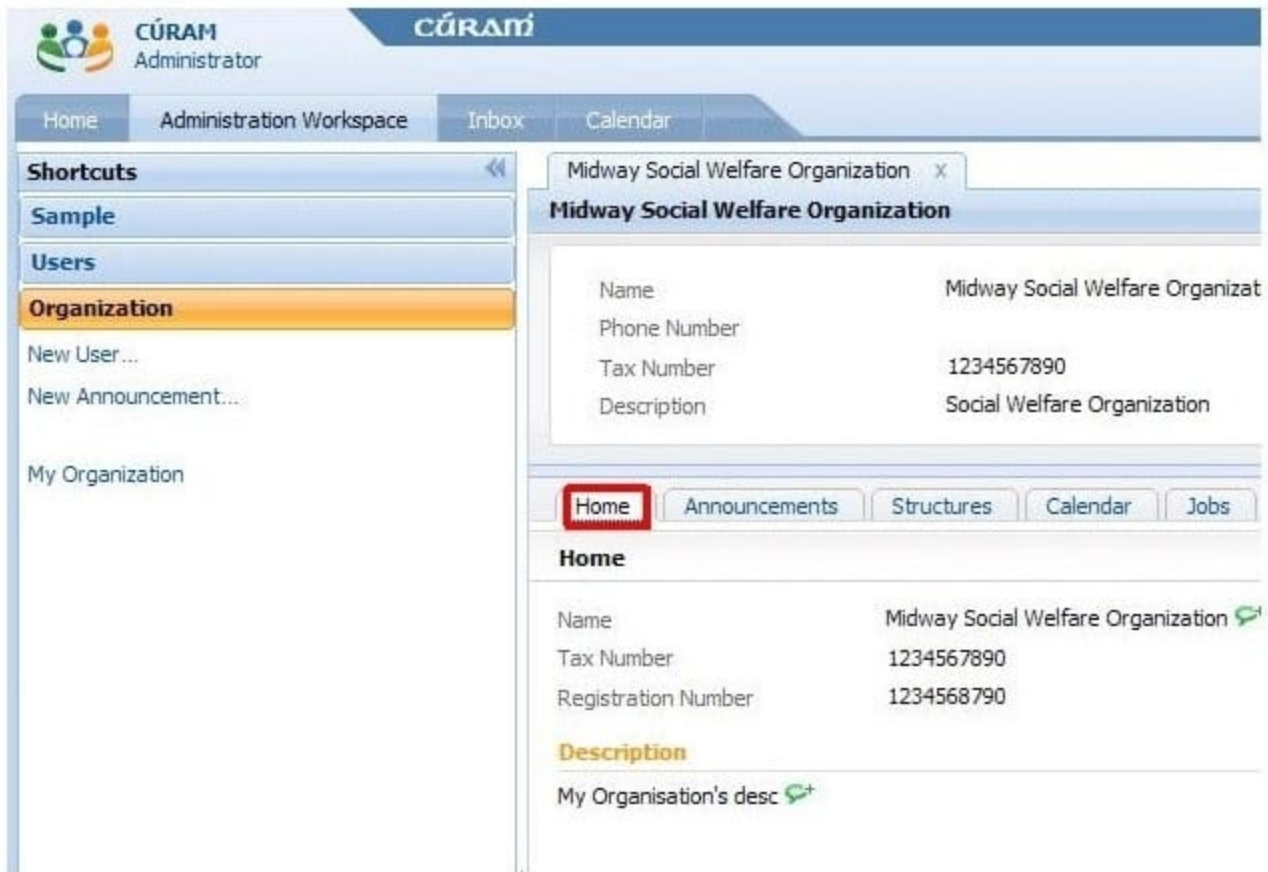 CÚRAM
Administrator
CÚRAM
Home Administration Workspace Inbox Calendar
Shortcuts
Sample
Users
Organization
New User...
New Announcement...
My Organization
Midway Social Welfare Organization x
Midway Social Welfare Organization
Name Midway Social Welfare Organizat
Phone Number
Tax Number 1234567890
Description Social Welfare Organization
Home Announcements Structures Calendar Jobs
Home
Name Midway Social Welfare Organization
Tax Number 1234567890
Registration Number 1234568790
Description
My Organisation's desc